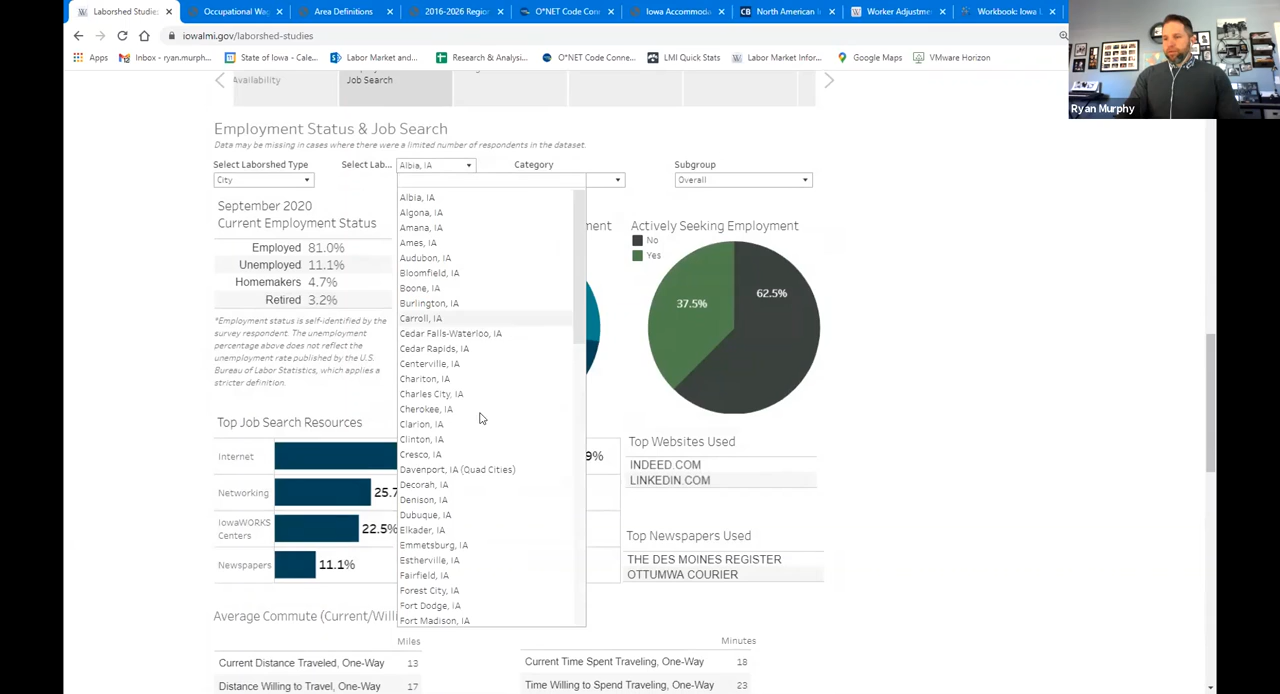 Laborshed Studie: ×
Occupational Wag ×
Area Definitions ×
2016-2026 Region ×
O*NET Code Conn ×
Iowa Accommoda ×
CB North American I ×
Worker Adjustmen ×
Workbook: Iowa L ×
iowalmi.gov/laborshed-studies
Apps
Inbox - ryan.murph...
State of Iowa - Cale...
Labor Market and...
Research & Analysi...
O*NET Code Conne...
LMI Quick Stats
Labor Market Infor...
Google Maps
VMware Horizon
Ryan Murphy
Availability
Job Search
Employment Status & Job Search
Data may be missing in cases where there were a limited number of respondents in the dataset.
Select Laborshed Type
Select Lab...
Albia, IA
Category
Subgroup
City
Overall
September 2020
Current Employment Status
Employed 81.0%
Unemployed 11.1%
Homemakers 4.7%
Retired 3.2%
*Employment status is self-identified by the
survey respondent. The unemployment
percentage above does not reflect the
unemployment rate published by the U.S.
Bureau of Labor Statistics, which applies a
stricter definition.
Albia, IA
Algona, IA
Amana, IA
Ames, IA
Audubon, IA
Bloomfield, IA
Boone, IA
Burlington, IA
Carroll, IA
Cedar Falls-Waterloo, IA
Cedar Rapids, IA
Centerville, IA
Chariton, IA
Charles City, IA
Cherokee, IA
Clarion, IA
Clinton, IA
Cresco, IA
Davenport, IA (Quad Cities)
Decorah, IA
Denison, IA
Dubuque, IA
Elkader, IA
Emmetsburg, IA
Estherville, IA
Fairfield, IA
Forest City, IA
Fort Dodge, IA
Fort Madison, IA
ment
Actively Seeking Employment
No
Yes
37.5%
62.5%
Top Job Search Resources
Internet
9%
Networking
25.7
IowaWORKS
Centers
22.5%
Newspapers
11.1%
Top Websites Used
INDEED.COM
LINKEDIN.COM
Top Newspapers Used
THE DES MOINES REGISTER
OTTUMWA COURIER
Average Commute (Current/Willi
Miles
Minutes
Current Distance Traveled, One-Way 13
Current Time Spent Traveling, One-Way 18
Distance Willing to Travel, One-Way 17
Time Willing to Spend Traveling, One-Way 23